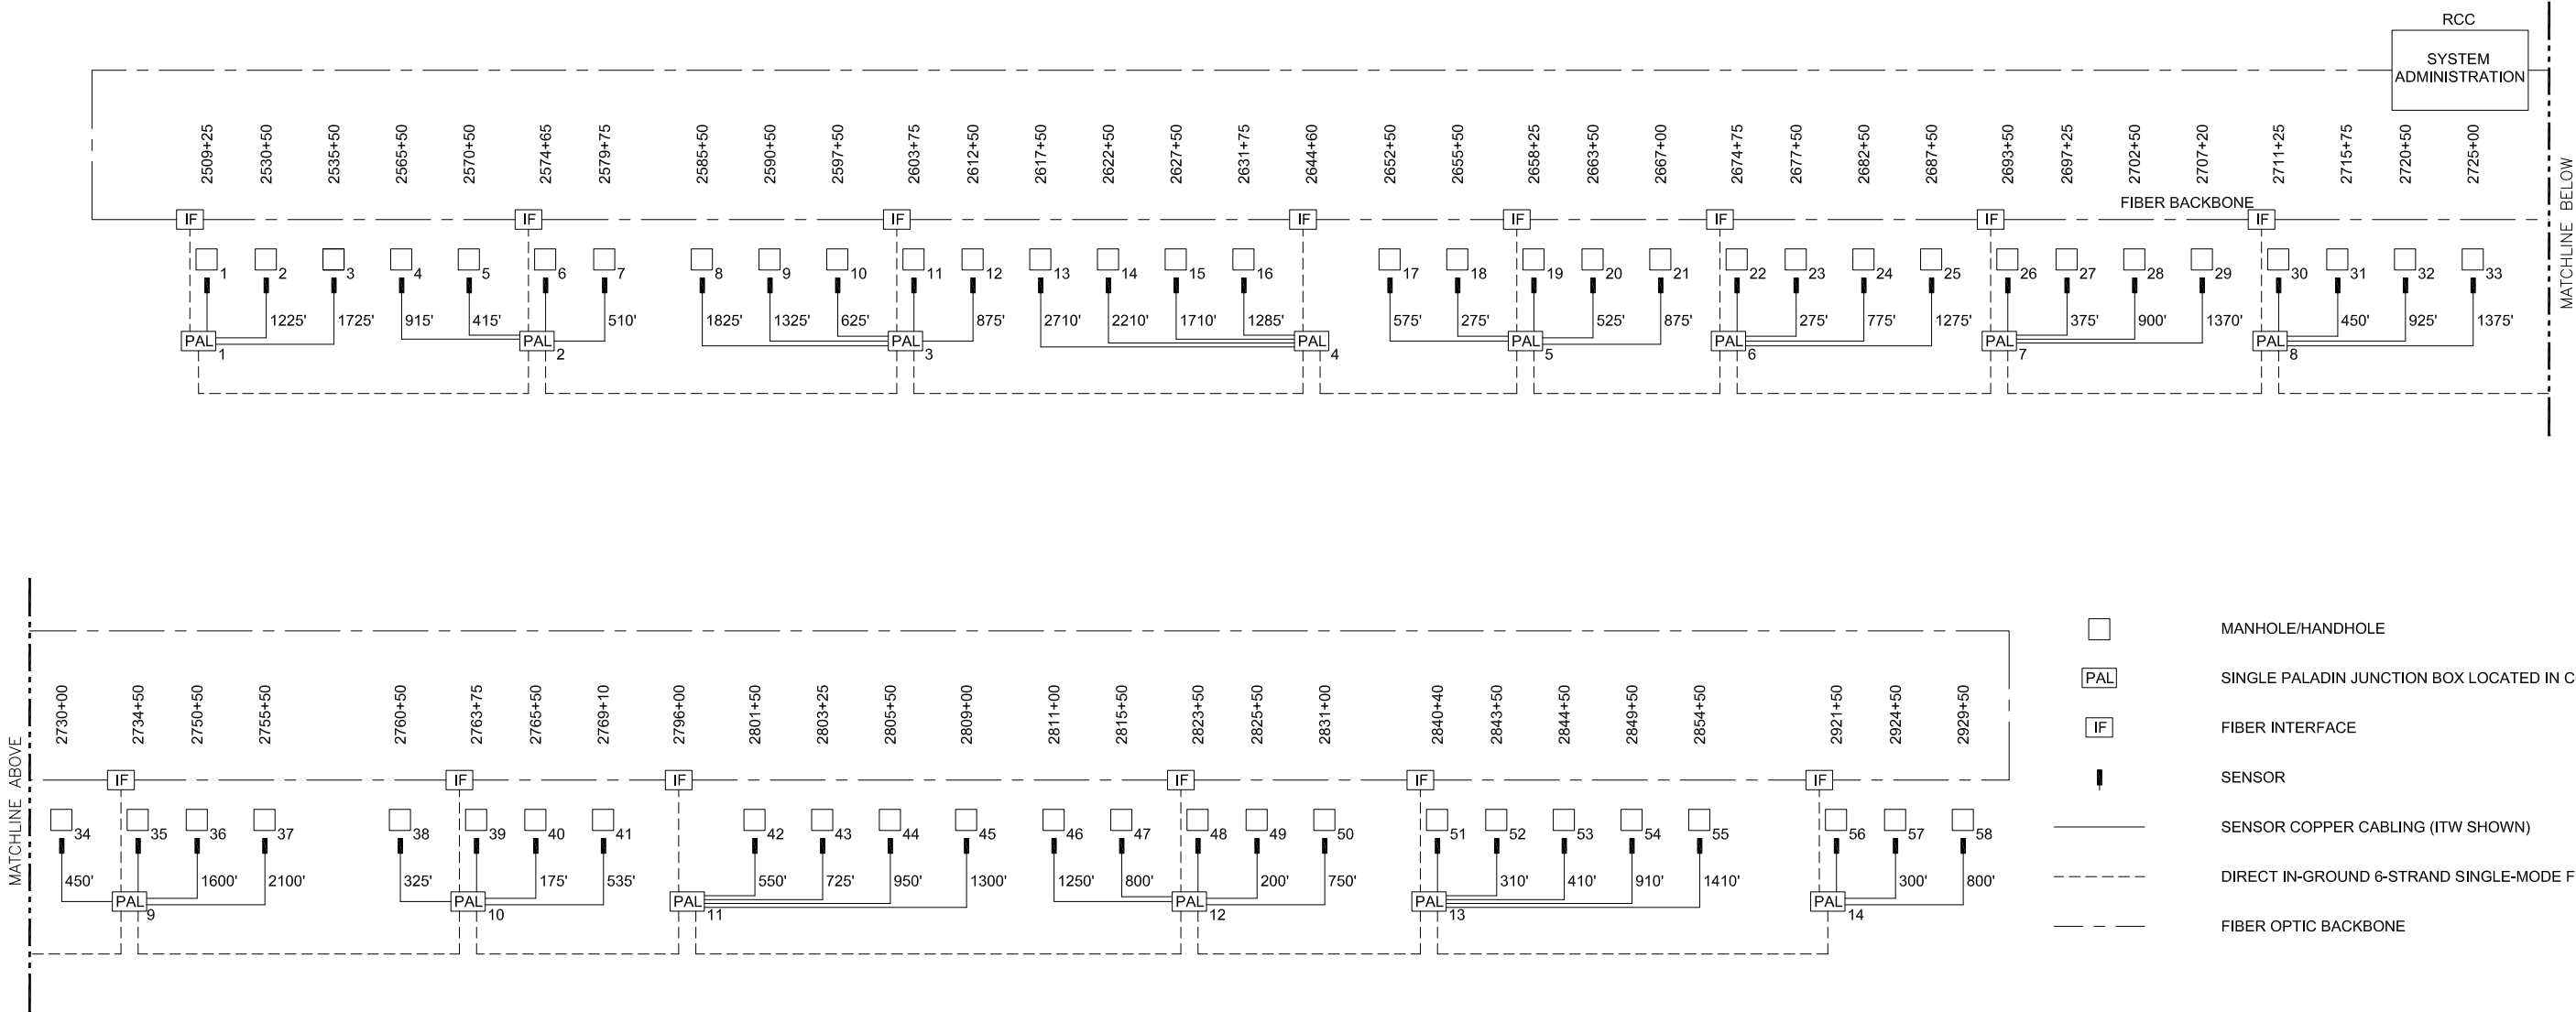 RCC
SYSTEM
ADMINISTRATION
2509+25 2530+50 2535+50 2565+50 2570+50 2574+65 2579+75 2585+50 2590+50 2597+50 2603+75 2612+50 2617+50 2622+50 2627+50 2631+75 2644+60 2652+50 2655+50 2658+25 2663+50 2667+00 2674+75 2677+50 2682+50 2687+50 2693+50 2697+25 2702+50 2707+20 2711+25 2715+75 2720+50 2725+00
MATCHLINE BELOW
FIBER BACKBONE
IF IF IF IF IF IF IF IF
1 2 3 4 5 6 7 8 9 10 11 12 13 14 15 16 17 18 19 20 21 22 23 24 25 26 27 28 29 30 31 32 33
1225' 1725' 915' 415' 510' 1825' 1325' 625' 875' 2710' 2210' 1710' 1285' 575' 275' 525' 875' 275' 775' 1275' 375' 900' 1370' 450' 925' 1375'
PAL PAL PAL PAL PAL PAL PAL PAL
1 2 3 4 5 6 7 8
MATCHLINE ABOVE
2730+00 2734+50 2750+50 2755+50 2760+50 2763+75 2765+50 2769+10 2796+00 2801+50 2803+25 2805+50 2809+00 2811+00 2815+50 2823+50 2825+50 2831+00 2840+40 2843+50 2844+50 2849+50 2854+50 2921+50 2924+50 2929+50
IF IF IF IF IF IF
34 35 36 37 38 39 40 41 42 43 44 45 46 47 48 49 50 51 52 53 54 55 56 57 58
450' 1600' 2100' 325' 175' 535' 550' 725' 950' 1300' 1250' 800' 200' 750' 310' 410' 910' 1410' 300' 800'
PAL PAL PAL PAL PAL PAL
9 10 11 12 13 14
MANHOLE/HANDHOLE
PAL SINGLE PALADIN JUNCTION BOX LOCATED IN C
IF FIBER INTERFACE
SENSOR
SENSOR COPPER CABLING (ITW SHOWN)
DIRECT IN-GROUND 6-STRAND SINGLE-MODE F
FIBER OPTIC BACKBONE